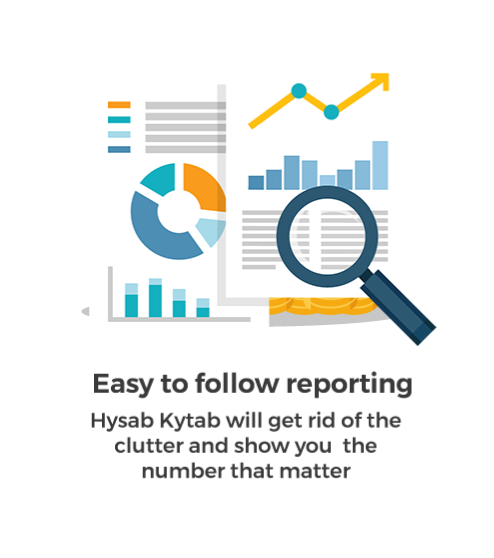 Easy to follow reporting
Hysab Kytab will get rid of the
clutter and show you  the
number that matter